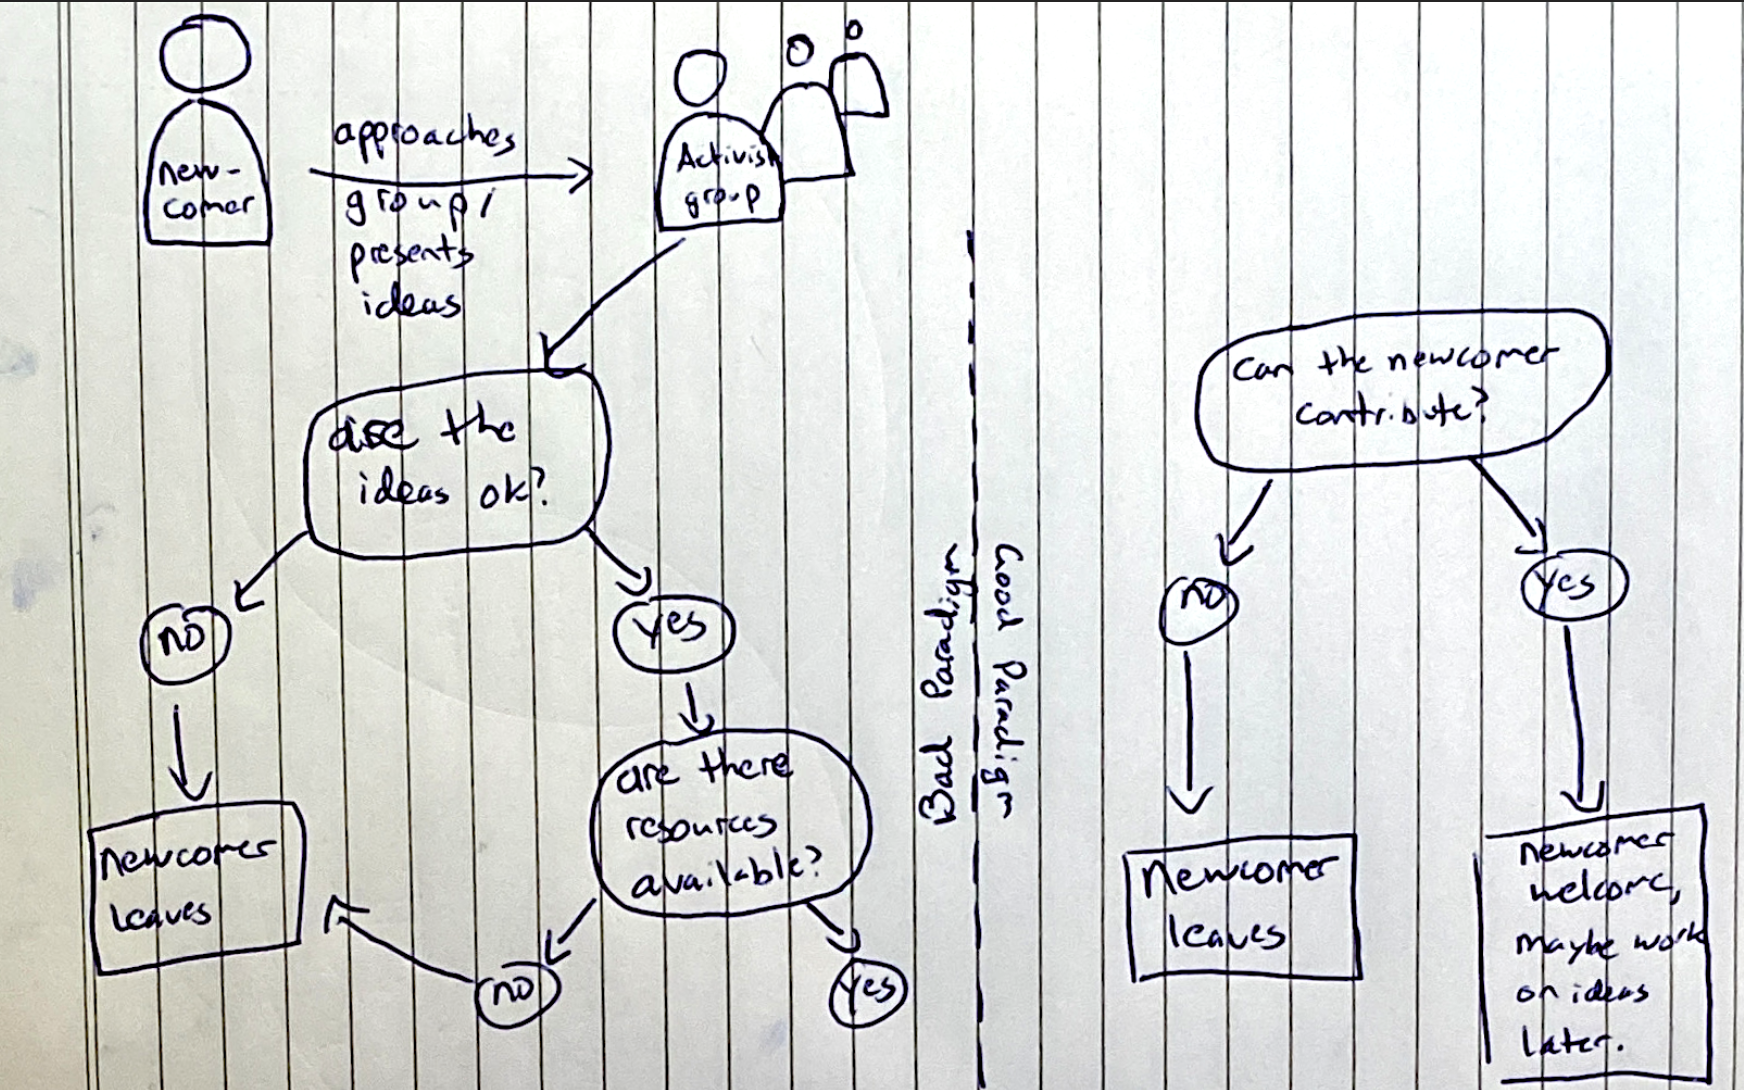 new-
comer
approaches
group/
presents
ideas
Activist
group
are the
ideas ok?
no
yes
newcomer
leaves
are there
resources
available?
no
yes
Bad Paradigm
Good Paradigm
Can the newcomer
contribute?
no
yes
Newcomer
leaves
newcomer
welcome,
maybe work
on ideas
later.